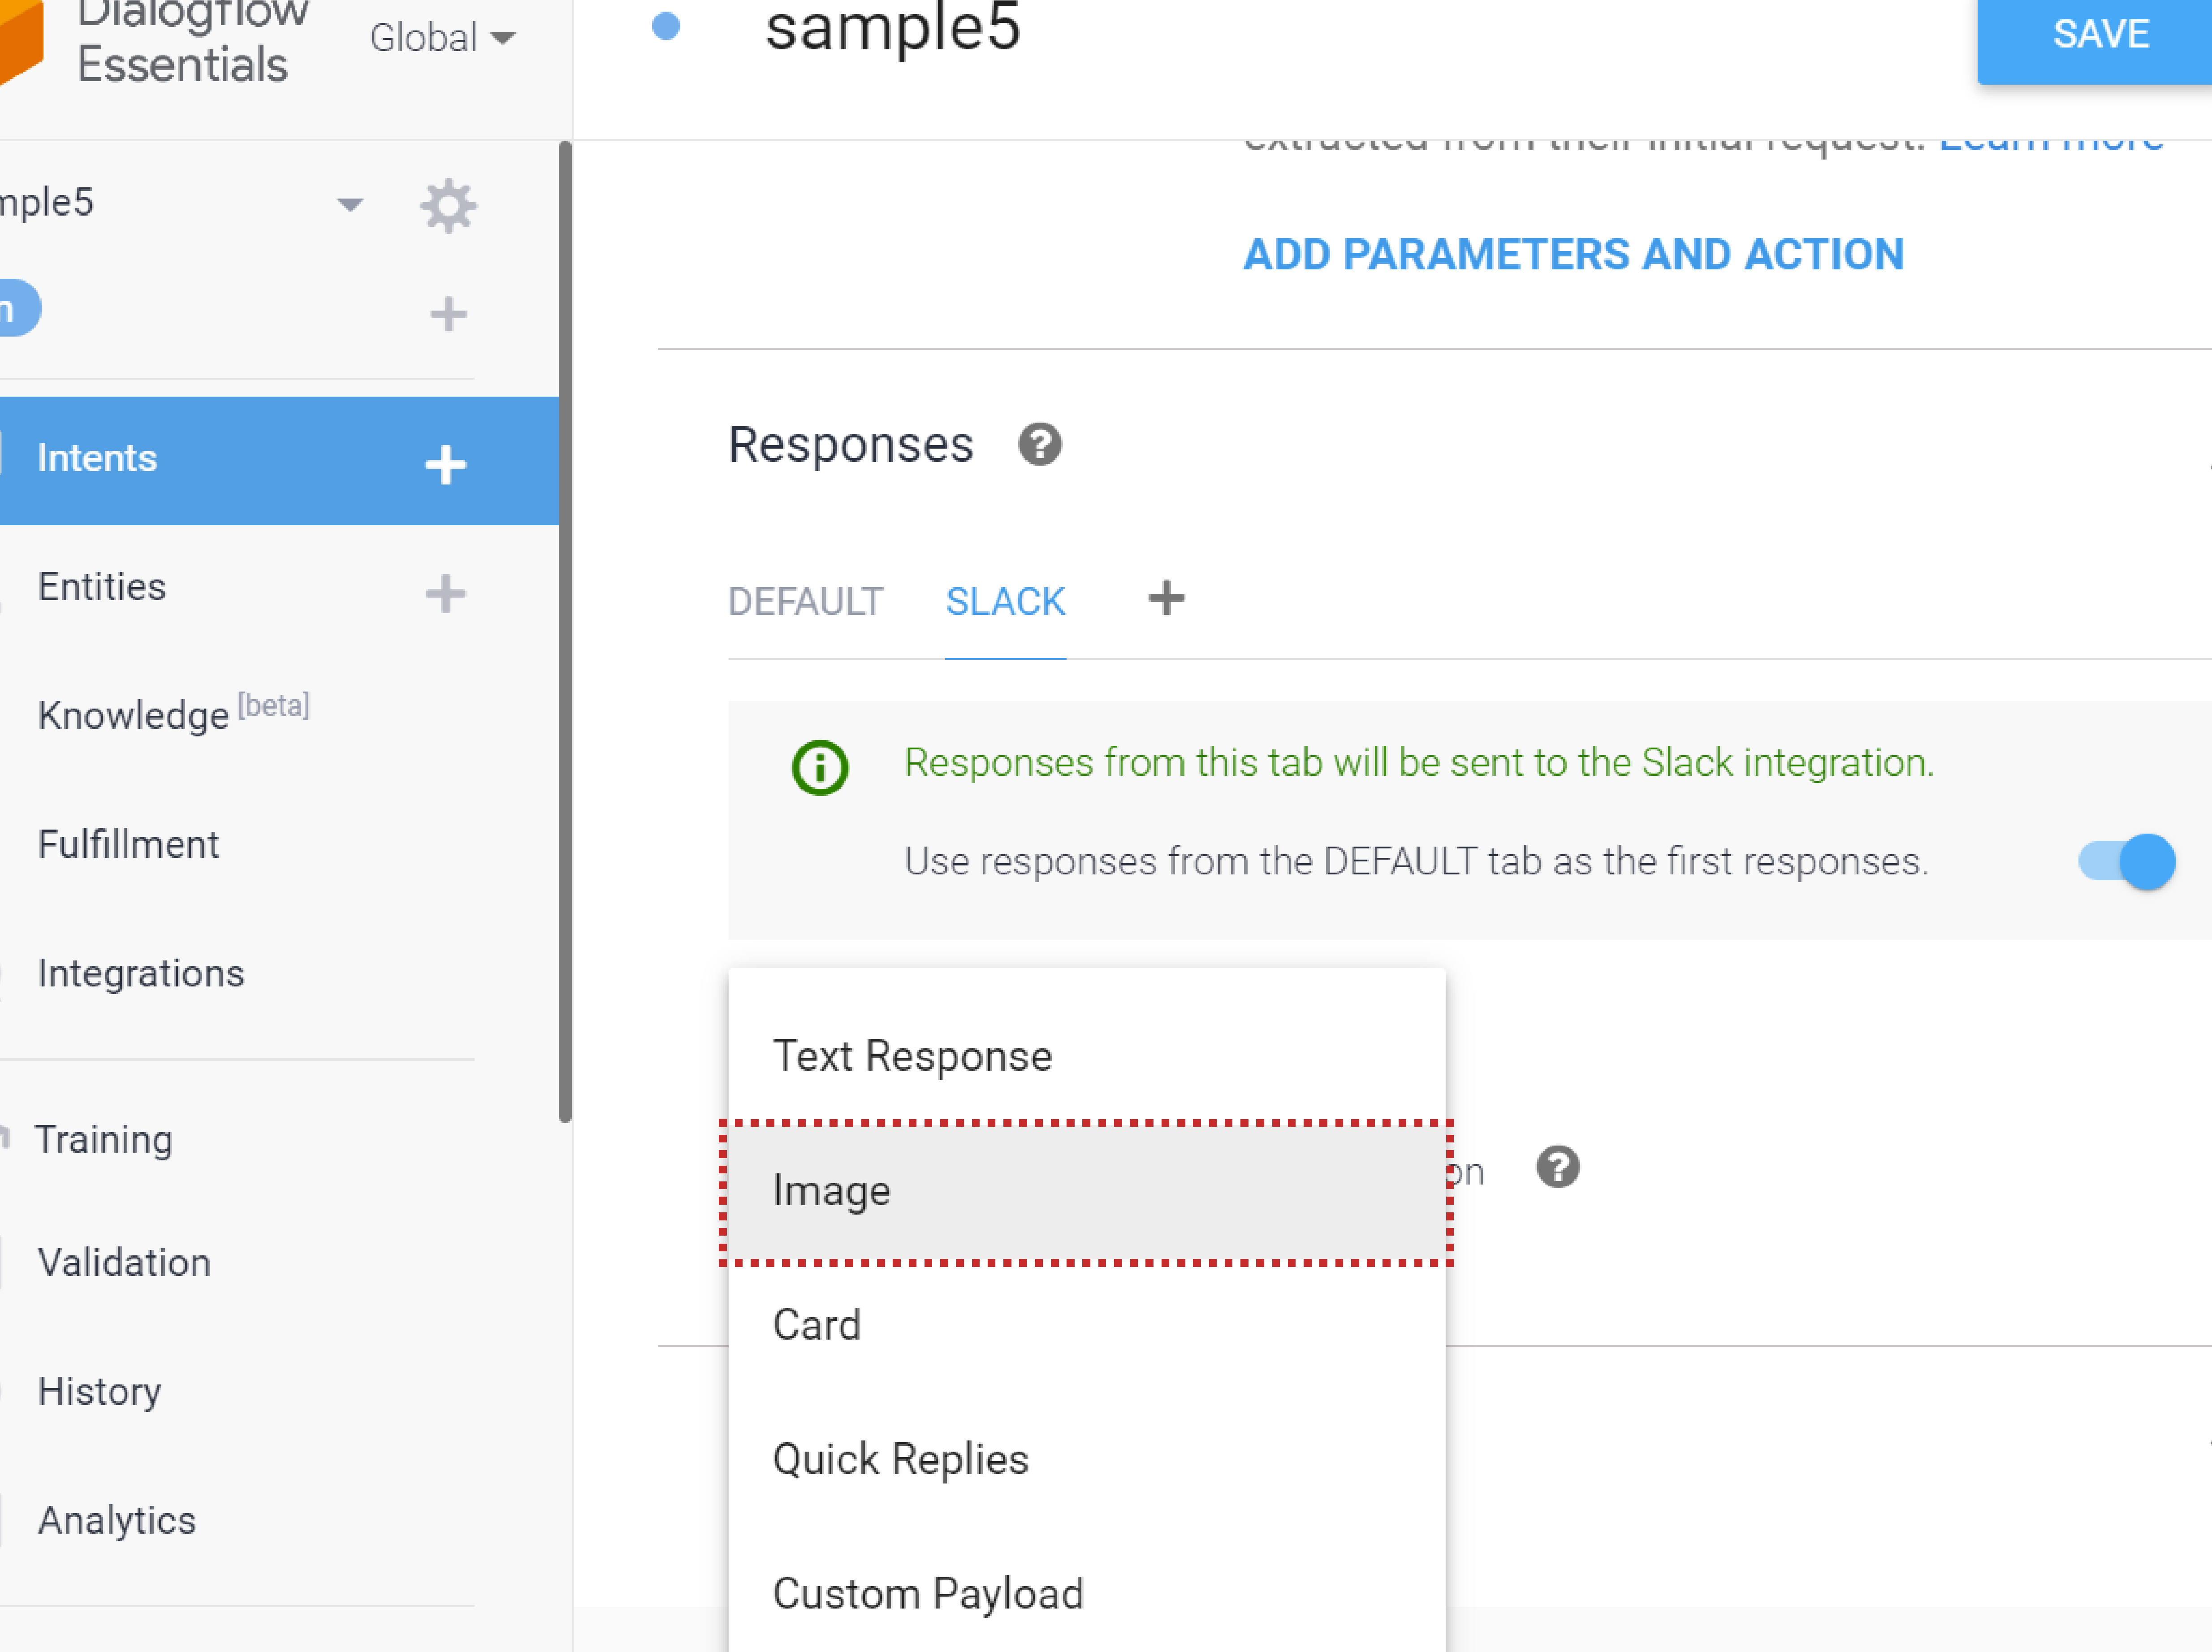 Dialogflow
Essentials
Global
sample5
SAVE
mple5
extracted from their initial request. Learn more
ADD PARAMETERS AND ACTION
n
Intents
Entities
Knowledge [beta]
Fulfillment
Integrations
Training
Validation
History
Analytics
Responses
DEFAULT
SLACK
Responses from this tab will be sent to the Slack integration.
Use responses from the DEFAULT tab as the first responses.
Text Response
Image
on
Card
Quick Replies
Custom Payload